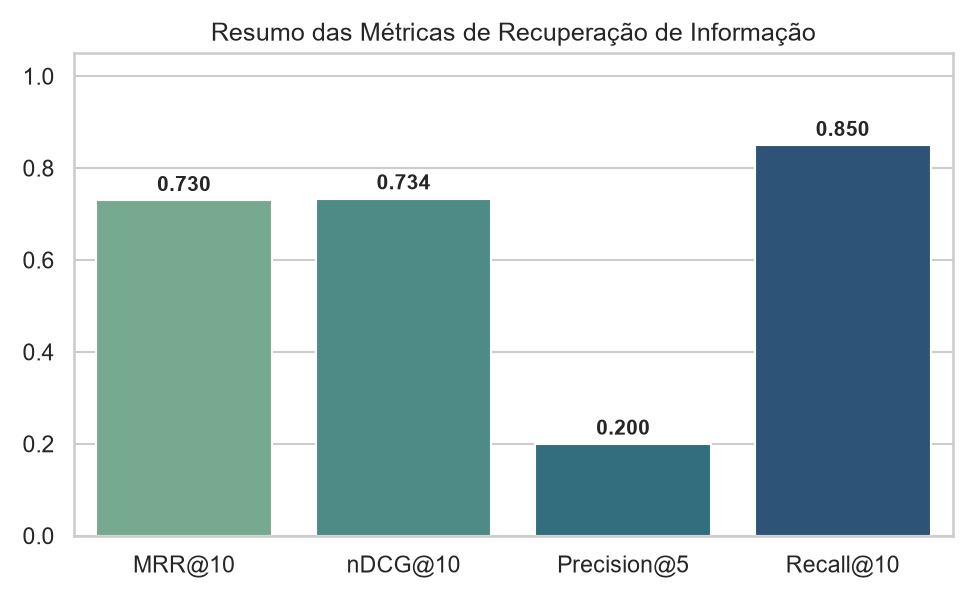 Resumo das Métricas de Recuperação de Informação
1.0
0.8
0.6
0.4
0.2
0.0
0.730
0.734
0.200
0.850
MRR@10
nDCG@10
Precision@5
Recall@10